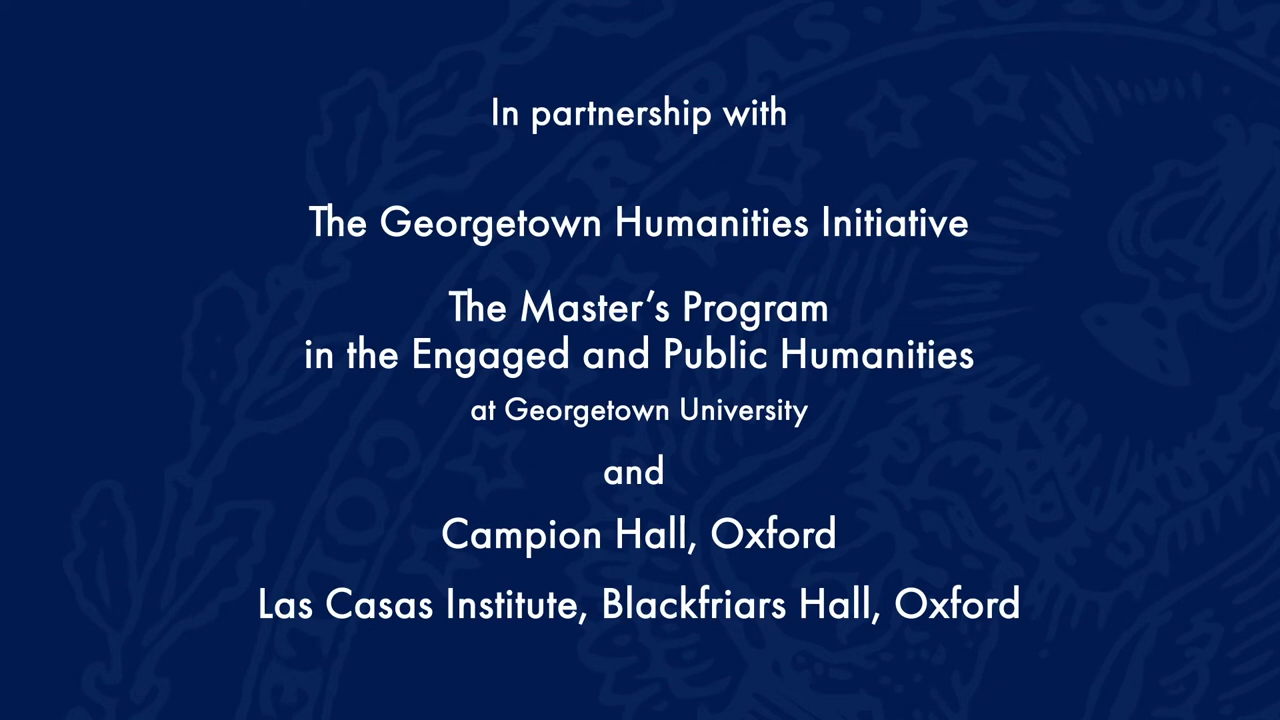 In partnership with
The Georgetown Humanities Initiative
The Master’s Program
in the Engaged and Public Humanities
at Georgetown University
and
Campion Hall, Oxford
Las Casas Institute, Blackfriars Hall, Oxford